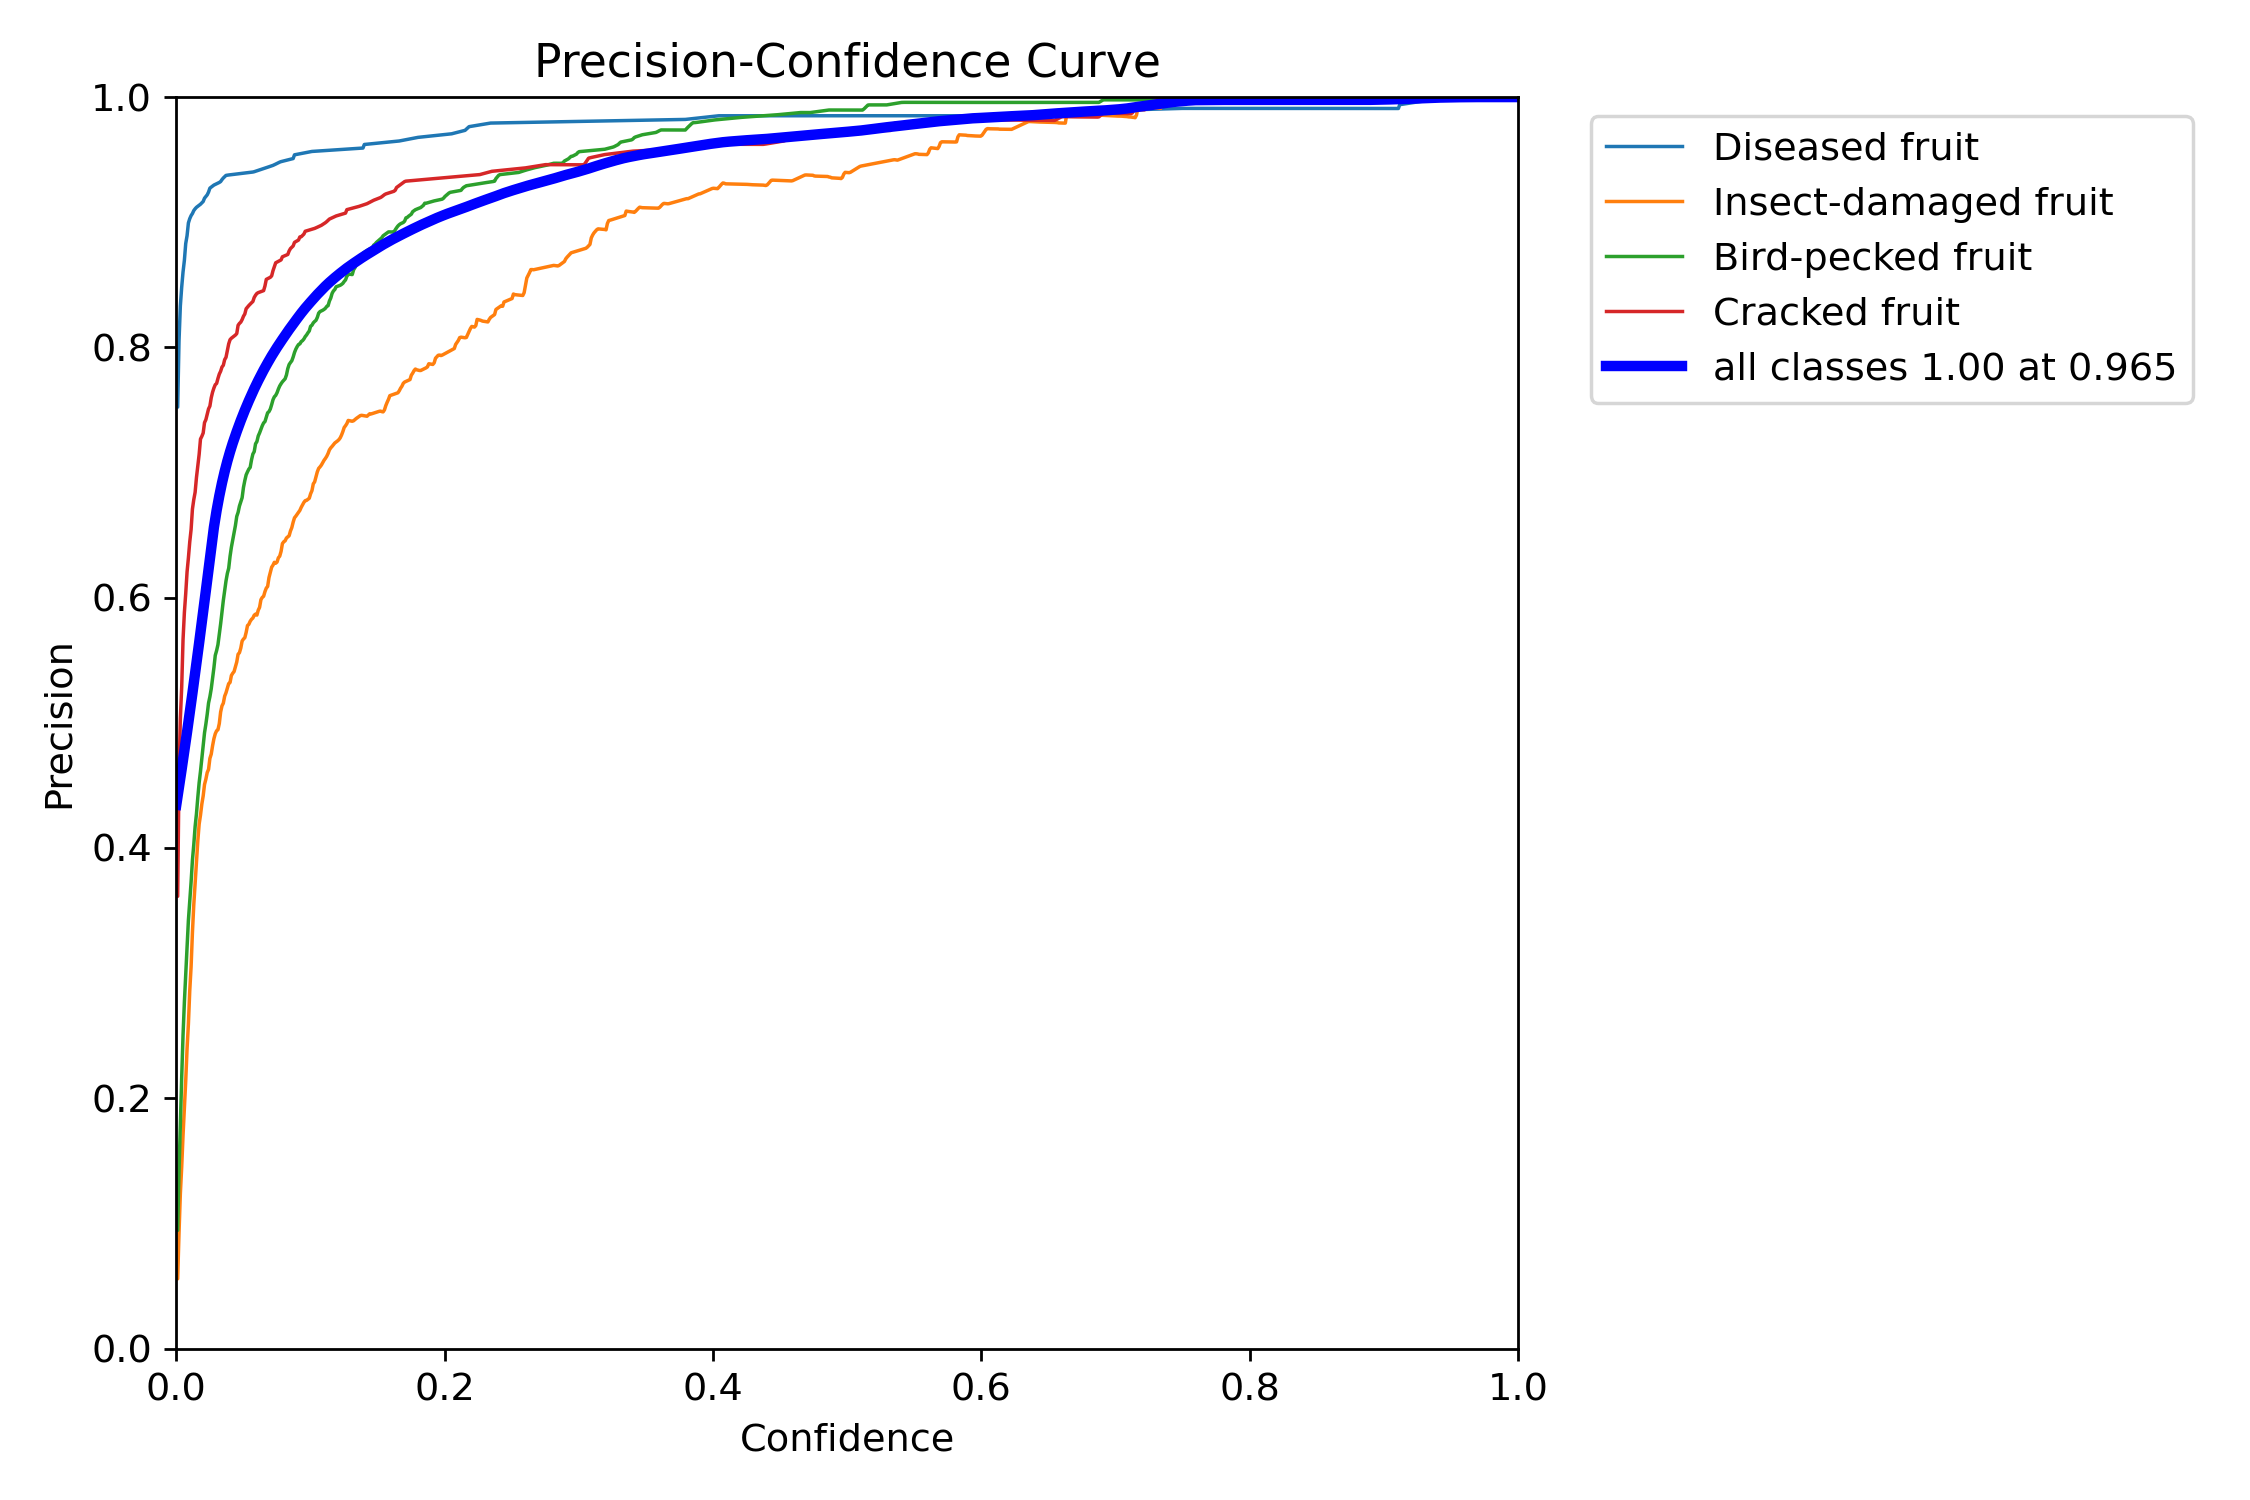 Precision-Confidence Curve
1.0
0.8
0.6
0.4
0.2
0.0
Precision
0.0 0.2 0.4 0.6 0.8 1.0
Confidence
Diseased fruit
Insect-damaged fruit
Bird-pecked fruit
Cracked fruit
all classes 1.00 at 0.965